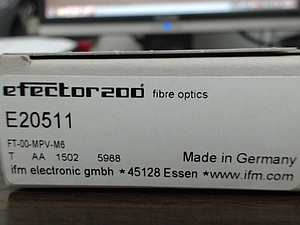 efector200 fibre optics
E20511
FT-00-MPV-M6
T AA 1502 5988
Made in Germany
ifm electronic gmbh * 45128 Essen * www.ifm.com